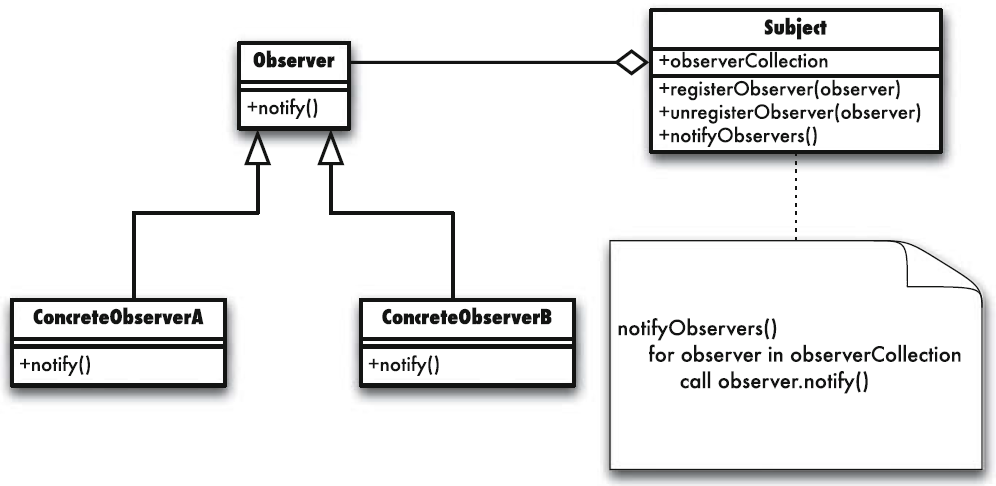 Observer
+notify()
Subject
+observerCollection
+registerObserver(observer)
+unregisterObserver(observer)
+notifyObservers()
ConcreteObserverA
+notify()
ConcreteObserverB
+notify()
notifyObservers()
for observer in observerCollection
call observer.notify()